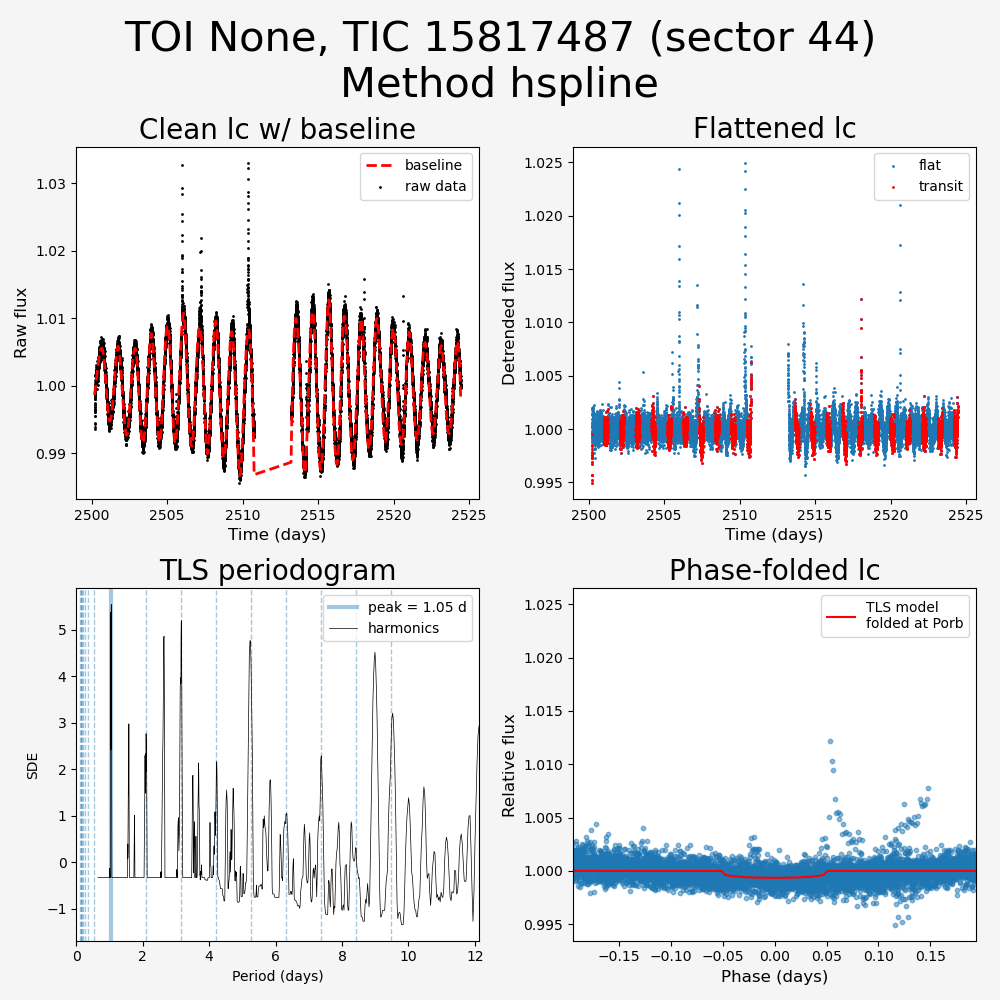 TOI None, TIC 15817487 (sector 44)
Method hspline
Clean lc w/ baseline
Raw flux
1.03
1.02
1.01
1.00
0.99
baseline
raw data
2500
2505
2510
2515
2520
2525
Time (days)
Flattened lc
Detrended flux
1.025
1.020
1.015
1.010
1.005
1.000
0.995
flat
transit
2500
2505
2510
2515
2520
2525
Time (days)
TLS periodogram
SDE
5
4
3
2
1
0
−1
peak = 1.05 d
harmonics
0
2
4
6
8
10
12
Period (days)
Phase-folded lc
Relative flux
1.025
1.020
1.015
1.010
1.005
1.000
0.995
TLS model
folded at Porb
−0.15
−0.10
−0.05
0.00
0.05
0.10
0.15
Phase (days)